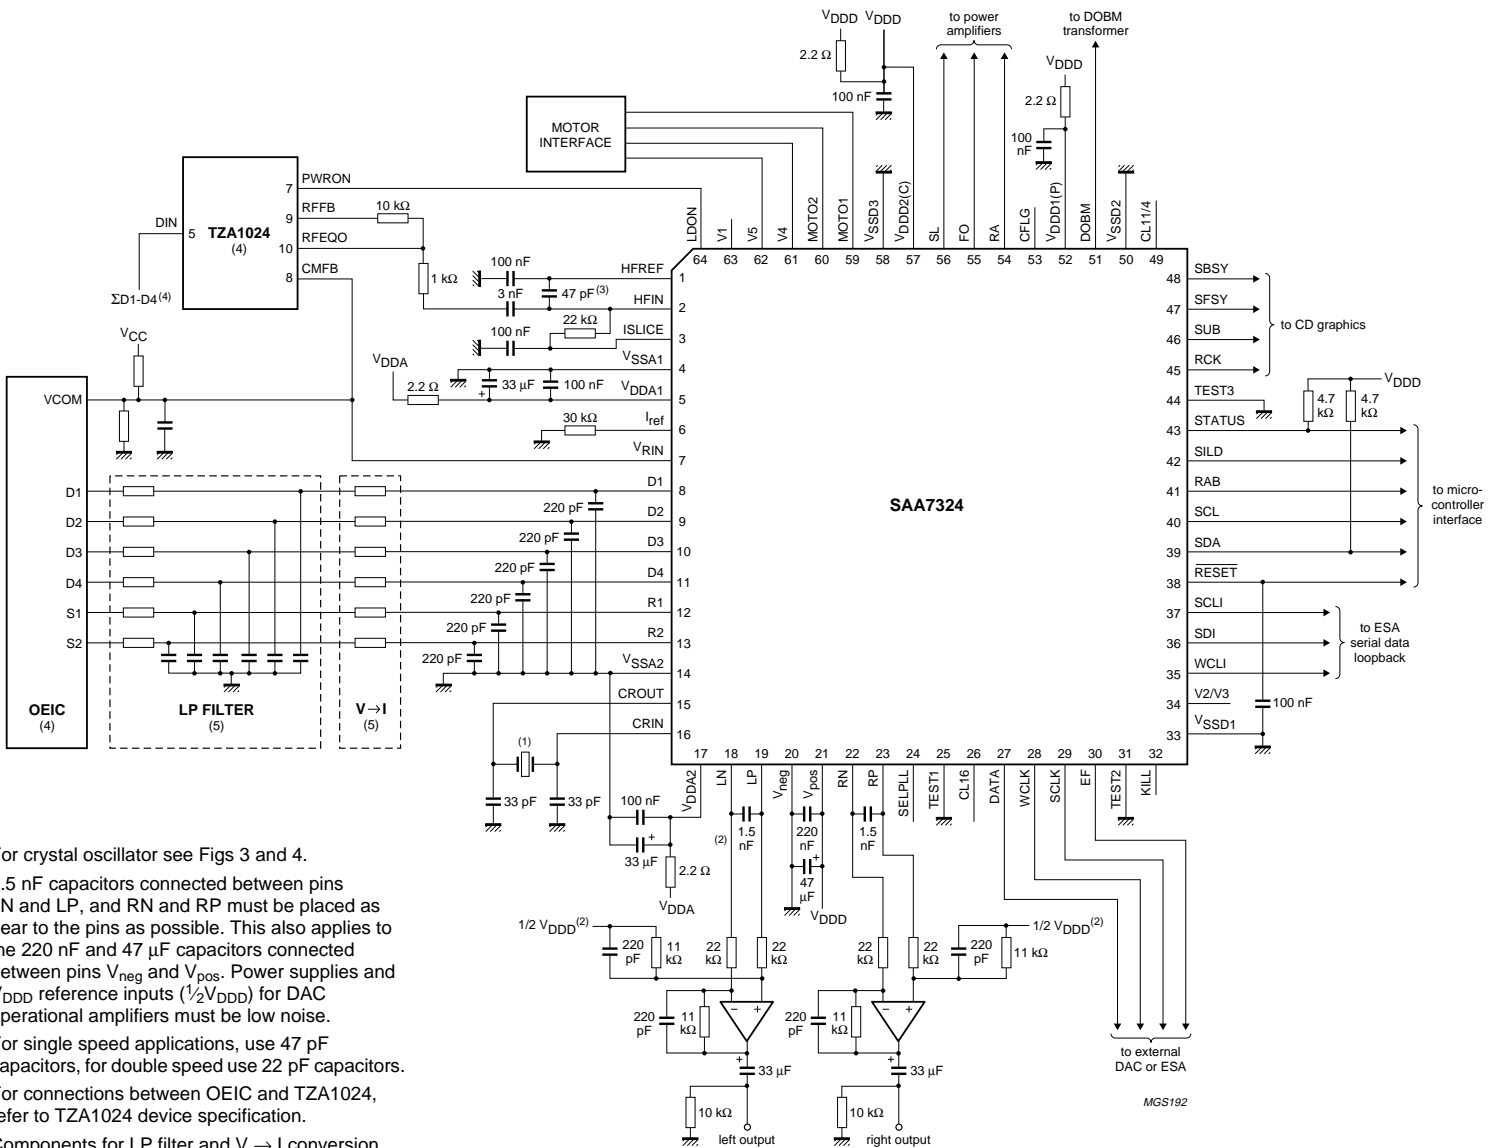 VDDD VDDD
2.2 Ω
100 nF
to power
amplifiers
to DOBM
transformer
VDDD
2.2 Ω
100
nF
MOTOR
INTERFACE
TZA1024
(4)
DIN
5
ΣD1-D4(4)
7 PWRON
9 RFFB
10 RFEQO
8 CMFB
10 kΩ
1 kΩ
100 nF
3 nF
47 pF(3)
22 kΩ
100 nF
VDDA
2.2 Ω
33 μF
+
100 nF
30 kΩ
LDON
V1
V5
V4
MOTO2
MOTO1
VSSD3
VDDD2(C)
SL
FO
RA
CFLG
VDDD1(P)
DOBM
VSSD2
CL11/4
64 63 62 61 60 59 58 57 56 55 54 53 52 51 50 49
HFREF 1
HFIN 2
ISLICE 3
VSSA1 4
VDDA1 5
Iref 6
VRIN 7
D1 8
D2 9
D3 10
D4 11
R1 12
R2 13
VSSA2 14
CROUT 15
CRIN 16
SAA7324
48 SBSY
47 SFSY
46 SUB
45 RCK
44 TEST3
43 STATUS
42 SILD
41 RAB
40 SCL
39 SDA
38 RESET
37 SCLI
36 SDI
35 WCLI
34 V2/V3
33 VSSD1
to CD graphics
VDDD
4.7
kΩ
4.7
kΩ
to micro-
controller
interface
to ESA
serial data
loopback
100 nF
VCC
VCOM
D1
D2
D3
D4
S1
S2
OEIC
(4)
LP FILTER
(5)
V→I
(5)
220 pF
220 pF
220 pF
220 pF
220 pF
220 pF
(1)
33 pF
33 pF
17 18 19 20 21 22 23 24 25 26 27 28 29 30 31 32
VDDA2
LN
LP
Vneg
Vpos
RN
RP
SELPLL
TEST1
CL16
DATA
WCLK
SCLK
EF
TEST2
KILL
100 nF
33 μF
+
2.2 Ω
VDDA
(2)
1.5
nF
220
nF
+
47
μF
VDDD
1.5
nF
1/2 VDDD(2)
220
pF
11
kΩ
22
kΩ
22
kΩ
220
pF
11
kΩ
− +
+
33 μF
10 kΩ
left output
22
kΩ
22
kΩ
220
pF
11 kΩ
1/2 VDDD(2)
220
pF
11
kΩ
− +
+
33 μF
10 kΩ
right output
to external
DAC or ESA
MGS192
or crystal oscillator see Figs 3 and 4.
.5 nF capacitors connected between pins
N and LP, and RN and RP must be placed as
ear to the pins as possible. This also applies to
he 220 nF and 47 μF capacitors connected
etween pins Vneg and Vpos. Power supplies and
VDDD reference inputs (½VDDD) for DAC
perational amplifiers must be low noise.
or single speed applications, use 47 pF
apacitors, for double speed use 22 pF capacitors.
or connections between OEIC and TZA1024,
efer to TZA1024 device specification.
Components for LP filter and V → I conversion